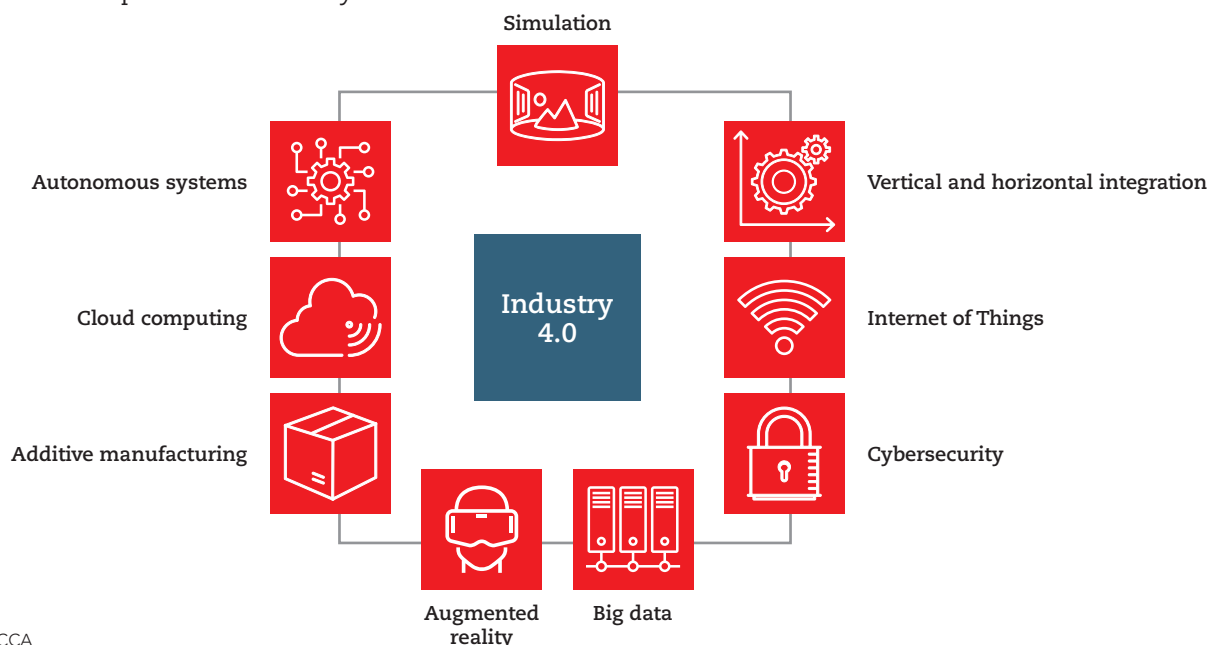 Simulation
Autonomous systems
Vertical and horizontal integration
Industry
4.0
Cloud computing
Internet of Things
Additive manufacturing
Cybersecurity
Augmented
reality
Big data
CCA